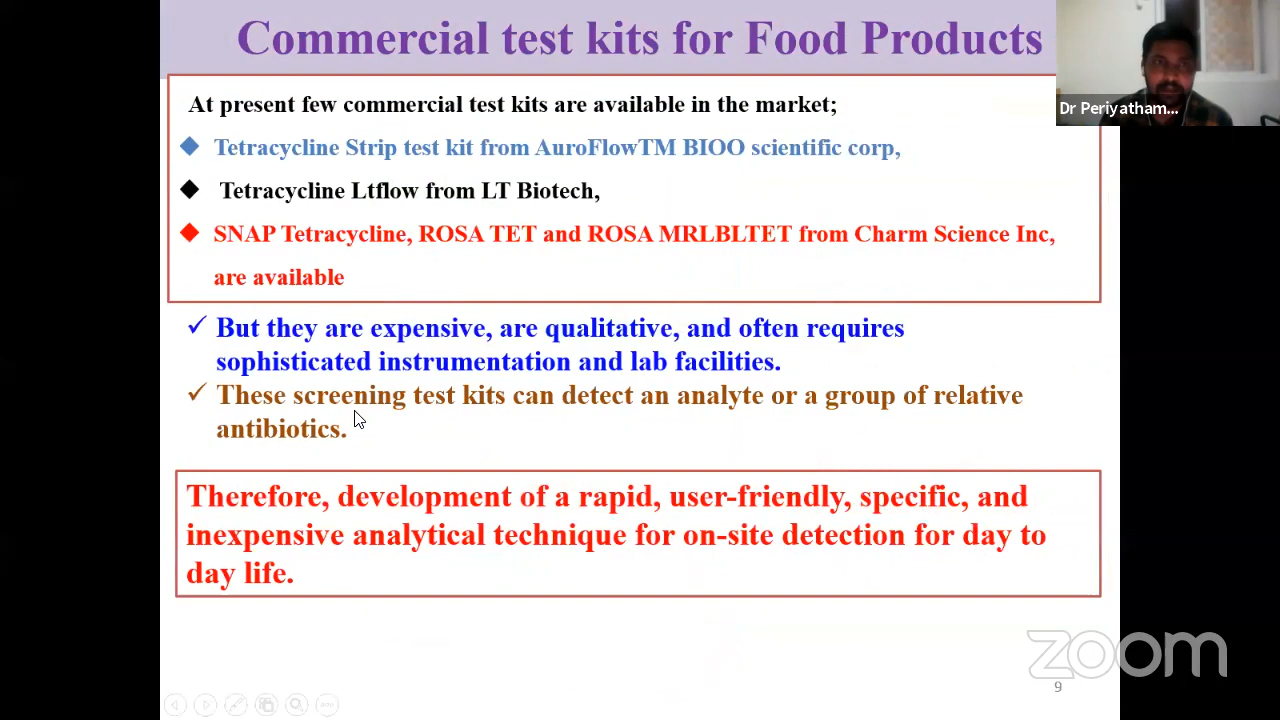 Commercial test kits for Food Products
Dr Periyatham...
At present few commercial test kits are available in the market;
Tetracycline Strip test kit from AuroFlowTM BIOO scientific corp,
Tetracycline Ltflow from LT Biotech,
SNAP Tetracycline, ROSA TET and ROSA MRLBLTET from Charm Science Inc,
are available
But they are expensive, are qualitative, and often requires
sophisticated instrumentation and lab facilities.
These screening test kits can detect an analyte or a group of relative
antibiotics.
Therefore, development of a rapid, user-friendly, specific, and
inexpensive analytical technique for on-site detection for day to
day life.
zoom
9